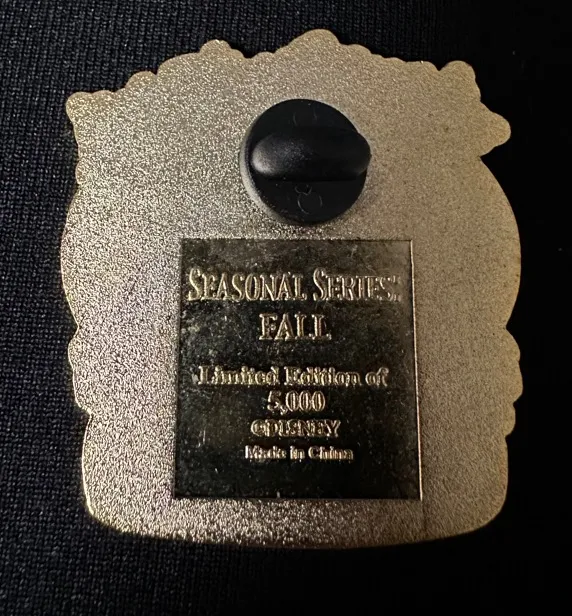 SEASONAL SERIES:
FALL
Limited Edition of
5,000
©DISNEY
Made in China